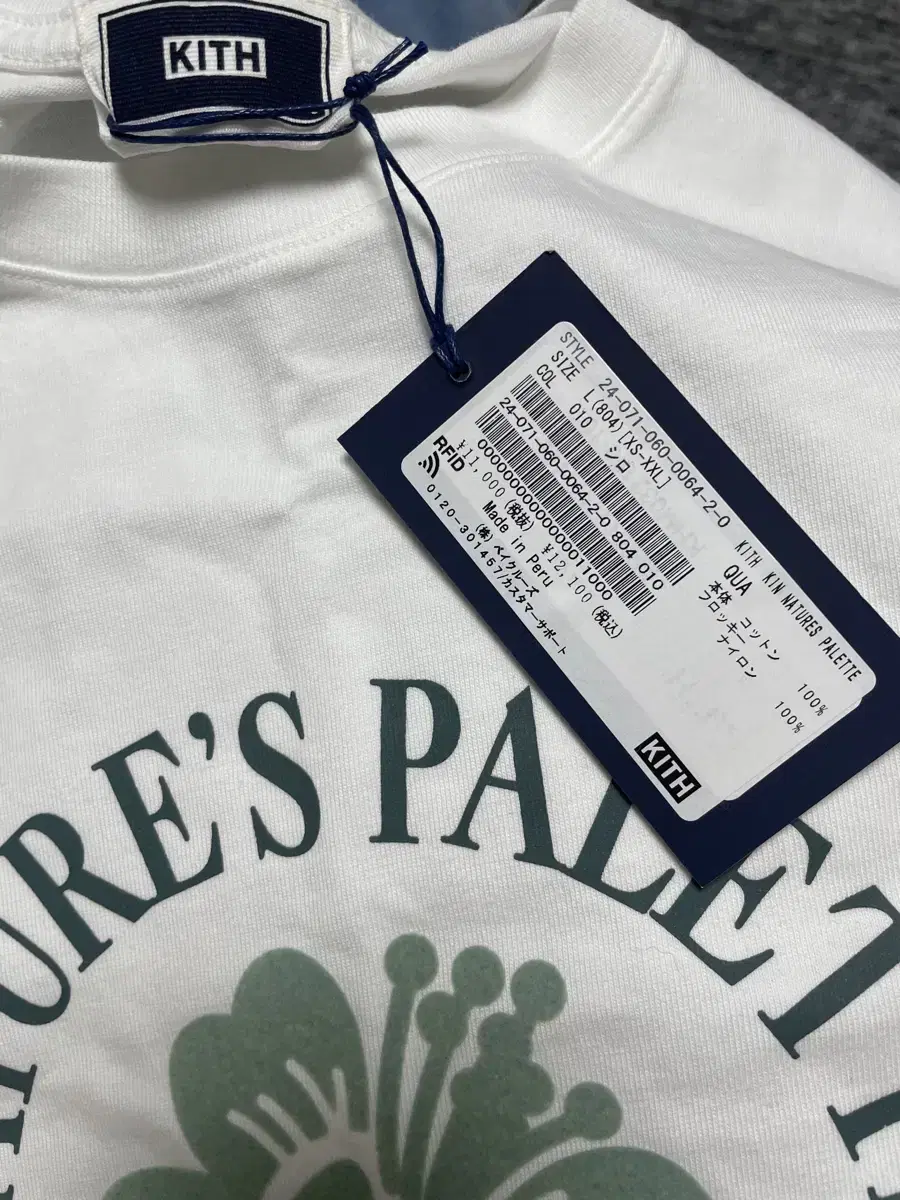 KITH
STYLE 24-071-060-0064-2-0 KITH KIN NATURES PALETTE
SIZE L(804)[XS-XXL] QUA
COL 010 シロ 本体 コットン 100%
フロッキー ナイロン 100%
24-071-060-0064-2-0 804 010
0000000000000011000
RFID
¥11,000(税抜) ¥12,100(税込)
Made in Peru
(株)ベイクルーズ
0120-301457/カスタマーサポート
KITH
URE'S PALETT